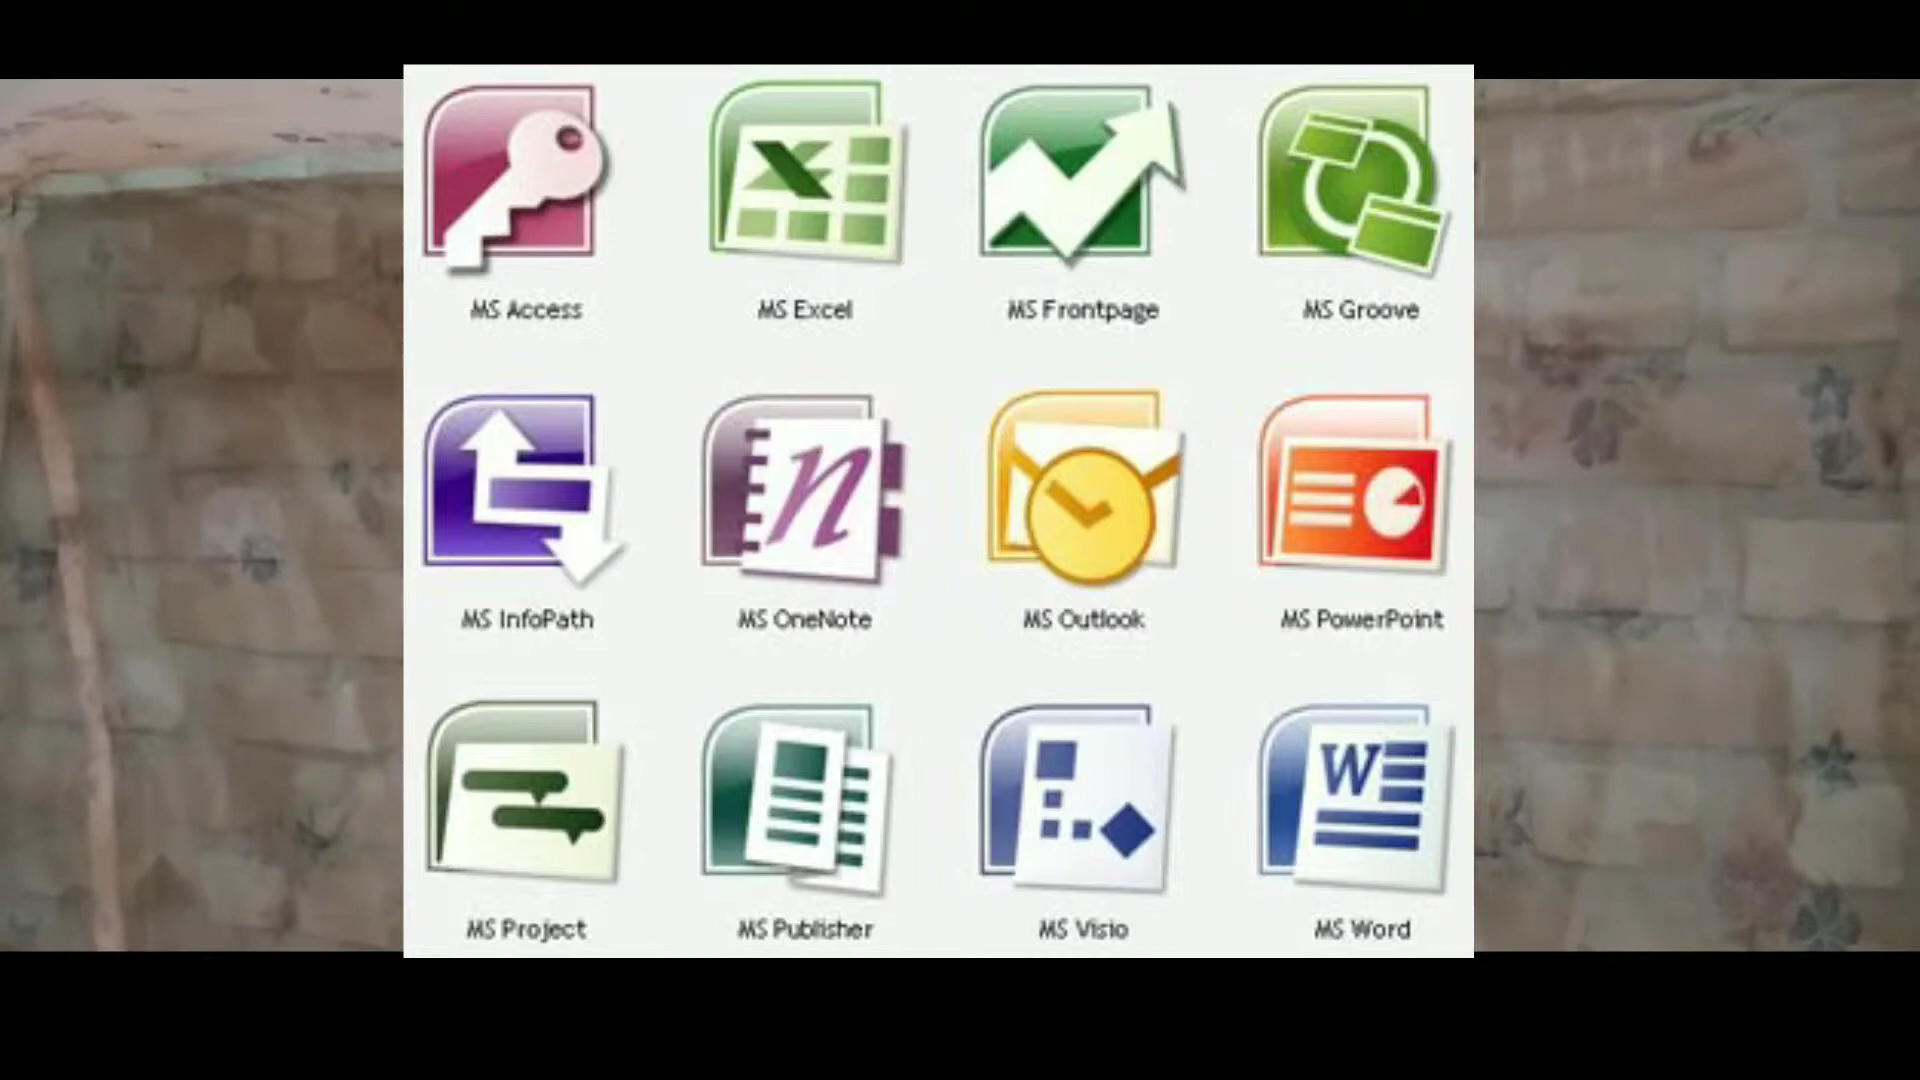 MS Access
MS Excel
MS Frontpage
MS Groove
MS InfoPath
MS OneNote
MS Outlook
MS PowerPoint
MS Project
MS Publisher
MS Visio
W
MS Word